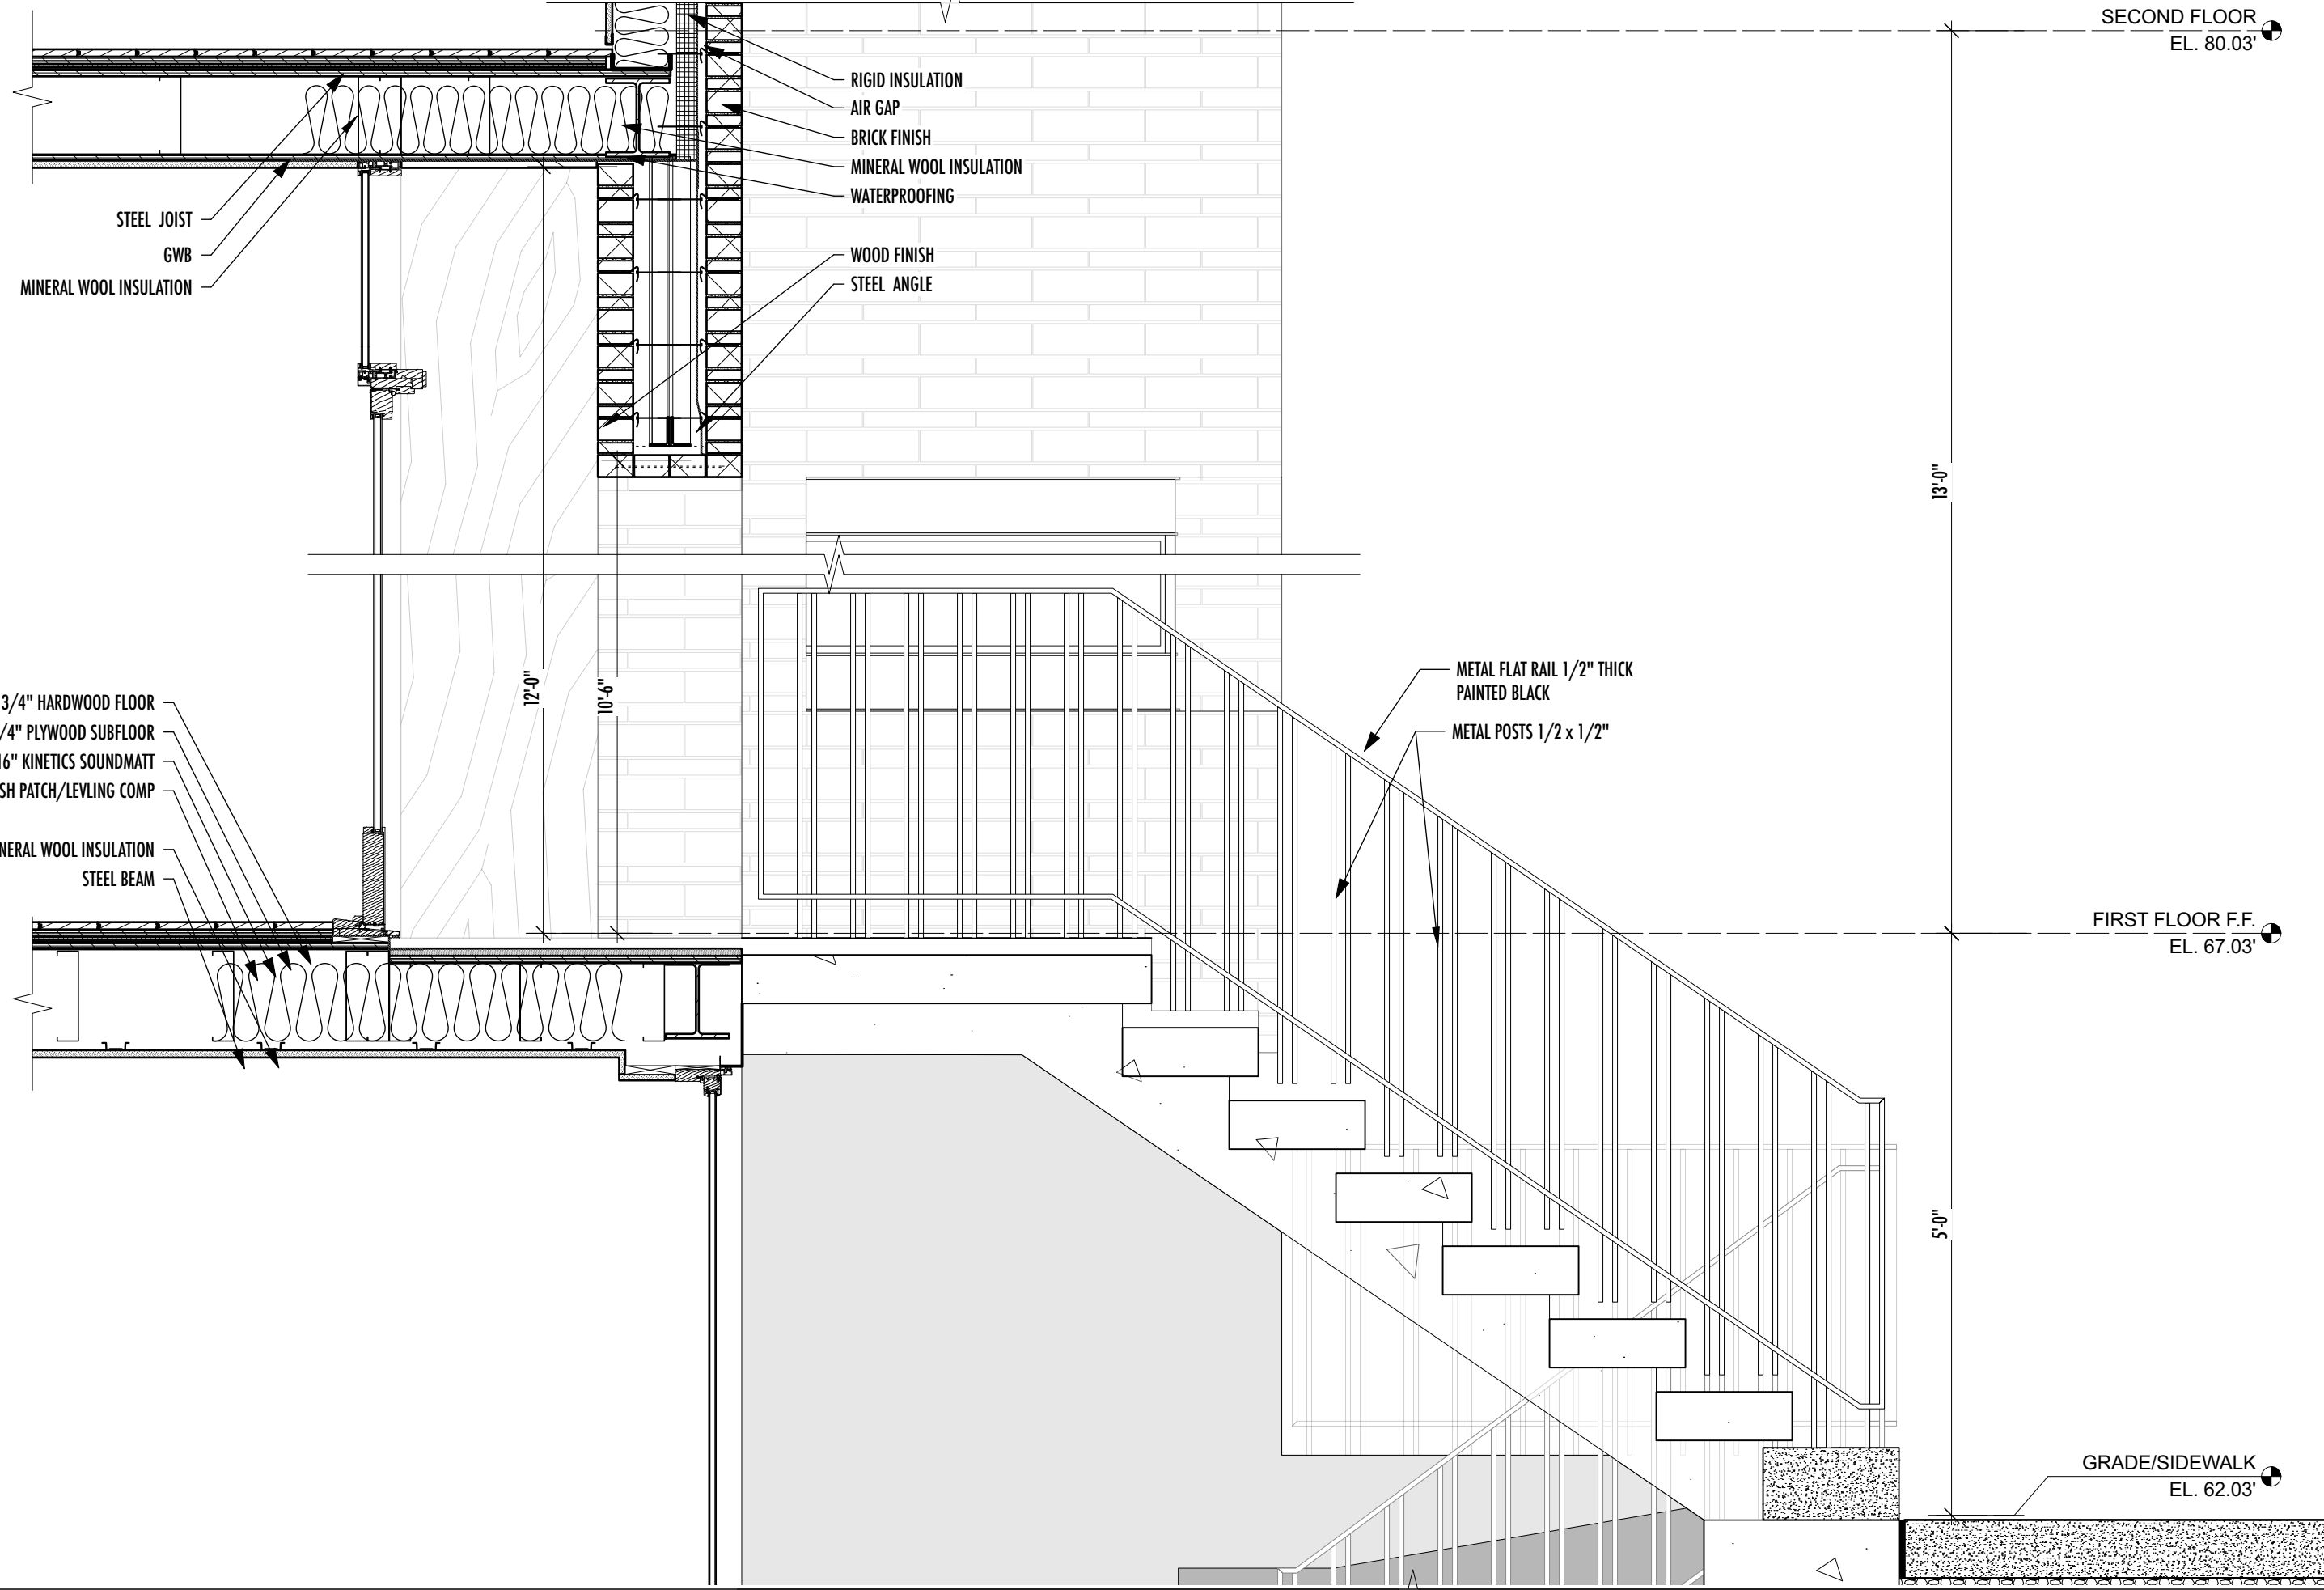 SECOND FLOOR
EL. 80.03'
RIGID INSULATION
AIR GAP
BRICK FINISH
MINERAL WOOL INSULATION
WATERPROOFING
STEEL JOIST
GWB
MINERAL WOOL INSULATION
WOOD FINISH
STEEL ANGLE
13'-0"
12'-0"
10'-6"
METAL FLAT RAIL 1/2" THICK
PAINTED BLACK
METAL POSTS 1/2 x 1/2"
3/4" HARDWOOD FLOOR
/4" PLYWOOD SUBFLOOR
16" KINETICS SOUNDMATT
SH PATCH/LEVLING COMP
NERAL WOOL INSULATION
STEEL BEAM
FIRST FLOOR F.F.
EL. 67.03'
5'-0"
GRADE/SIDEWALK
EL. 62.03'